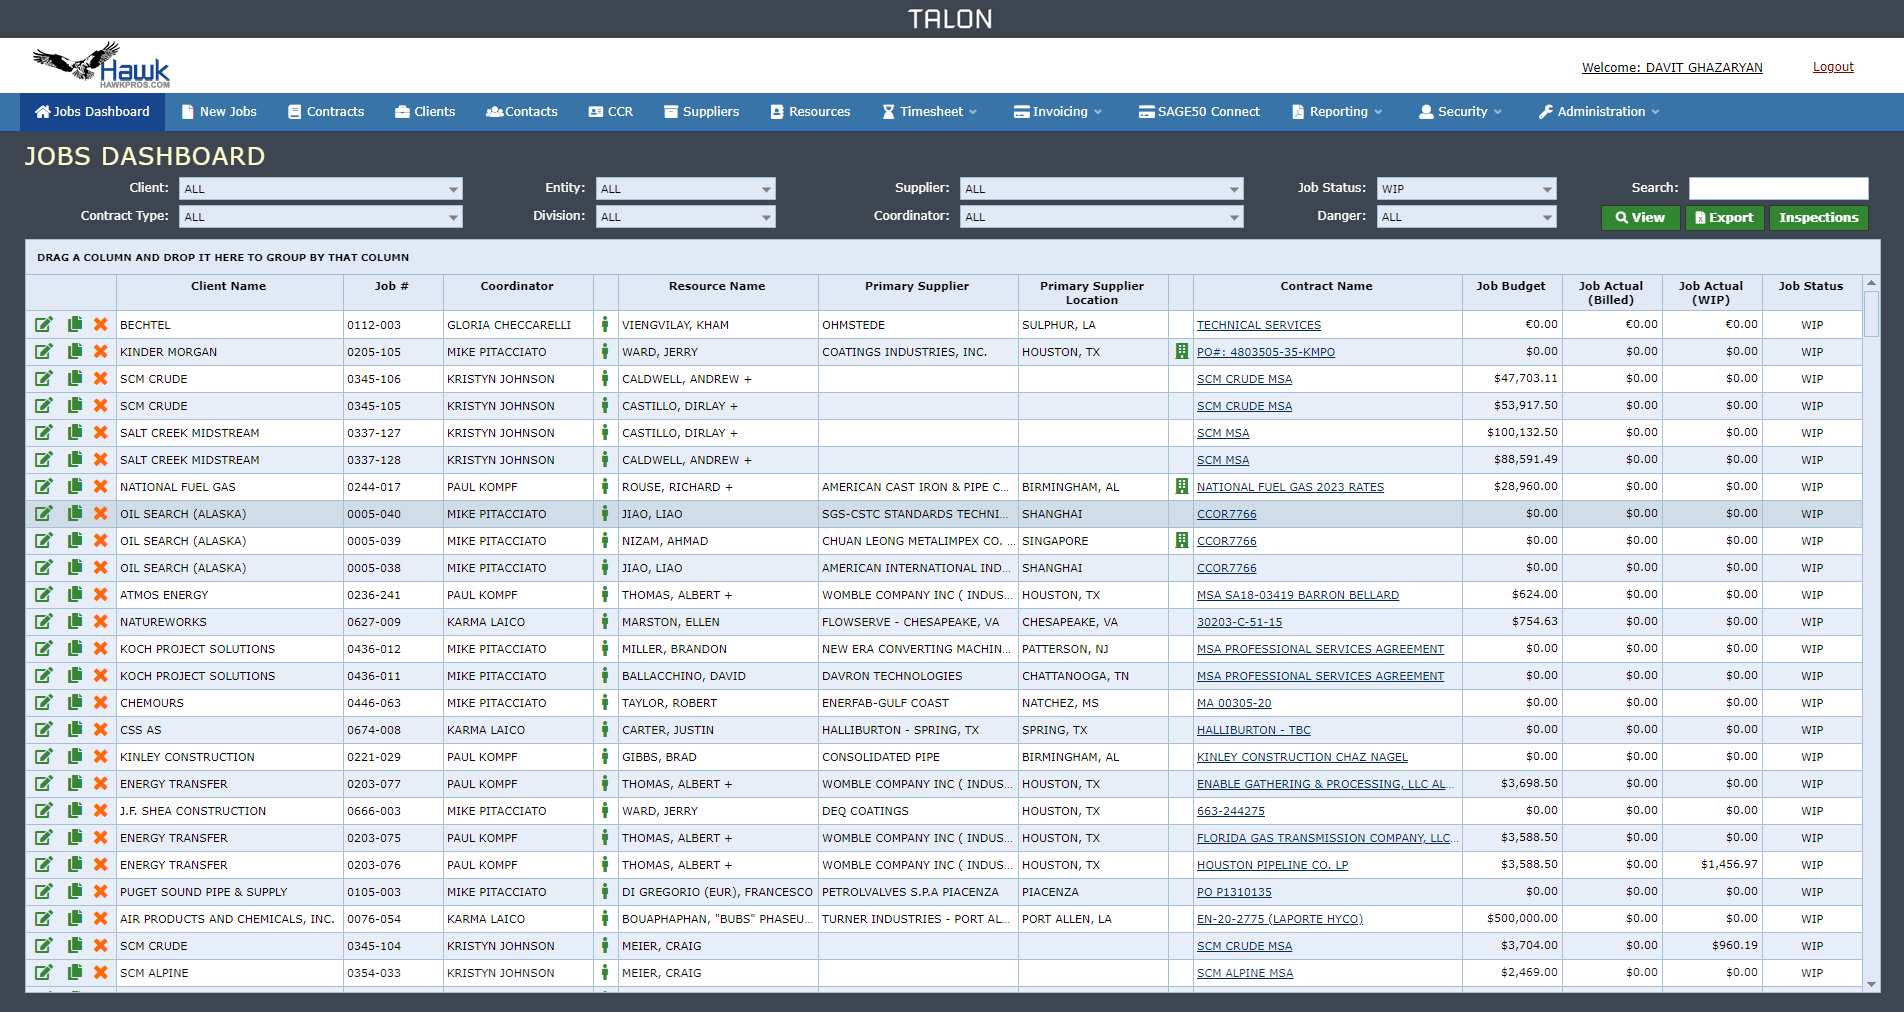 TALON
Hawk
HAWKPROS.COM
Welcome: DAVIT GHAZARYAN Logout
Jobs Dashboard New Jobs Contracts Clients Contacts CCR Suppliers Resources Timesheet Invoicing SAGE50 Connect Reporting Security Administration
JOBS DASHBOARD
Client: ALL Entity: ALL Supplier: ALL Job Status: WIP Search:
Contract Type: ALL Division: ALL Coordinator: ALL Danger: ALL View Export Inspections
DRAG A COLUMN AND DROP IT HERE TO GROUP BY THAT COLUMN
Client Name Job # Coordinator Resource Name Primary Supplier Primary Supplier Location Contract Name Job Budget Job Actual (Billed) Job Actual (WIP) Job Status
BECHTEL 0112-003 GLORIA CHECCARELLI VIENGVILAY, KHAM OHMSTEDE SULPHUR, LA TECHNICAL SERVICES €0.00 €0.00 €0.00 WIP
KINDER MORGAN 0205-105 MIKE PITACCIATO WARD, JERRY COATINGS INDUSTRIES, INC. HOUSTON, TX PO#: 4803505-35-KMPO $0.00 $0.00 $0.00 WIP
SCM CRUDE 0345-106 KRISTYN JOHNSON CALDWELL, ANDREW + SCM CRUDE MSA $47,703.11 $0.00 $0.00 WIP
SCM CRUDE 0345-105 KRISTYN JOHNSON CASTILLO, DIRLAY + SCM CRUDE MSA $53,917.50 $0.00 $0.00 WIP
SALT CREEK MIDSTREAM 0337-127 KRISTYN JOHNSON CASTILLO, DIRLAY + SCM MSA $100,132.50 $0.00 $0.00 WIP
SALT CREEK MIDSTREAM 0337-128 KRISTYN JOHNSON CALDWELL, ANDREW + SCM MSA $88,591.49 $0.00 $0.00 WIP
NATIONAL FUEL GAS 0244-017 PAUL KOMPF ROUSE, RICHARD + AMERICAN CAST IRON & PIPE C... BIRMINGHAM, AL NATIONAL FUEL GAS 2023 RATES $28,960.00 $0.00 $0.00 WIP
OIL SEARCH (ALASKA) 0005-040 MIKE PITACCIATO JIAO, LIAO SGS-CSTC STANDARDS TECHNI... SHANGHAI CCOR7766 $0.00 $0.00 $0.00 WIP
OIL SEARCH (ALASKA) 0005-039 MIKE PITACCIATO NIZAM, AHMAD CHUAN LEONG METALIMPEX CO. ... SINGAPORE CCOR7766 $0.00 $0.00 $0.00 WIP
OIL SEARCH (ALASKA) 0005-038 MIKE PITACCIATO JIAO, LIAO AMERICAN INTERNATIONAL IND... SHANGHAI CCOR7766 $0.00 $0.00 $0.00 WIP
ATMOS ENERGY 0236-241 PAUL KOMPF THOMAS, ALBERT + WOMBLE COMPANY INC ( INDUS... HOUSTON, TX MSA SA18-03419 BARRON BELLARD $624.00 $0.00 $0.00 WIP
NATUREWORKS 0627-009 KARMA LAICO MARSTON, ELLEN FLOWSERVE - CHESAPEAKE, VA CHESAPEAKE, VA 30203-C-51-15 $754.63 $0.00 $0.00 WIP
KOCH PROJECT SOLUTIONS 0436-012 MIKE PITACCIATO MILLER, BRANDON NEW ERA CONVERTING MACHIN... PATTERSON, NJ MSA PROFESSIONAL SERVICES AGREEMENT $0.00 $0.00 $0.00 WIP
KOCH PROJECT SOLUTIONS 0436-011 MIKE PITACCIATO BALLACCHINO, DAVID DAVRON TECHNOLOGIES CHATTANOOGA, TN MSA PROFESSIONAL SERVICES AGREEMENT $0.00 $0.00 $0.00 WIP
CHEMOURS 0446-063 MIKE PITACCIATO TAYLOR, ROBERT ENERFAB-GULF COAST NATCHEZ, MS MA 00305-20 $0.00 $0.00 $0.00 WIP
CSS AS 0674-008 KARMA LAICO CARTER, JUSTIN HALLIBURTON - SPRING, TX SPRING, TX HALLIBURTON - TBC $0.00 $0.00 $0.00 WIP
KINLEY CONSTRUCTION 0221-029 PAUL KOMPF GIBBS, BRAD CONSOLIDATED PIPE BIRMINGHAM, AL KINLEY CONSTRUCTION CHAZ NAGEL $0.00 $0.00 $0.00 WIP
ENERGY TRANSFER 0203-077 PAUL KOMPF THOMAS, ALBERT + WOMBLE COMPANY INC ( INDUS... HOUSTON, TX ENABLE GATHERING & PROCESSING, LLC AL... $3,698.50 $0.00 $0.00 WIP
J.F. SHEA CONSTRUCTION 0666-003 MIKE PITACCIATO WARD, JERRY DEQ COATINGS HOUSTON, TX 663-244275 $0.00 $0.00 $0.00 WIP
ENERGY TRANSFER 0203-075 PAUL KOMPF THOMAS, ALBERT + WOMBLE COMPANY INC ( INDUS... HOUSTON, TX FLORIDA GAS TRANSMISSION COMPANY, LLC... $3,588.50 $0.00 $0.00 WIP
ENERGY TRANSFER 0203-076 PAUL KOMPF THOMAS, ALBERT + WOMBLE COMPANY INC ( INDUS... HOUSTON, TX HOUSTON PIPELINE CO. LP $3,588.50 $0.00 $1,456.97 WIP
PUGET SOUND PIPE & SUPPLY 0105-003 MIKE PITACCIATO DI GREGORIO (EUR), FRANCESCO PETROLVALVES S.P.A PIACENZA PIACENZA PO P1310135 $0.00 $0.00 $0.00 WIP
AIR PRODUCTS AND CHEMICALS, INC. 0076-054 KARMA LAICO BOUAPHAPHAN, "BUBS" PHASEU... TURNER INDUSTRIES - PORT AL... PORT ALLEN, LA EN-20-2775 (LAPORTE HYCO) $500,000.00 $0.00 $0.00 WIP
SCM CRUDE 0345-104 KRISTYN JOHNSON MEIER, CRAIG SCM CRUDE MSA $3,704.00 $0.00 $960.19 WIP
SCM ALPINE 0354-033 KRISTYN JOHNSON MEIER, CRAIG SCM ALPINE MSA $2,469.00 $0.00 $0.00 WIP